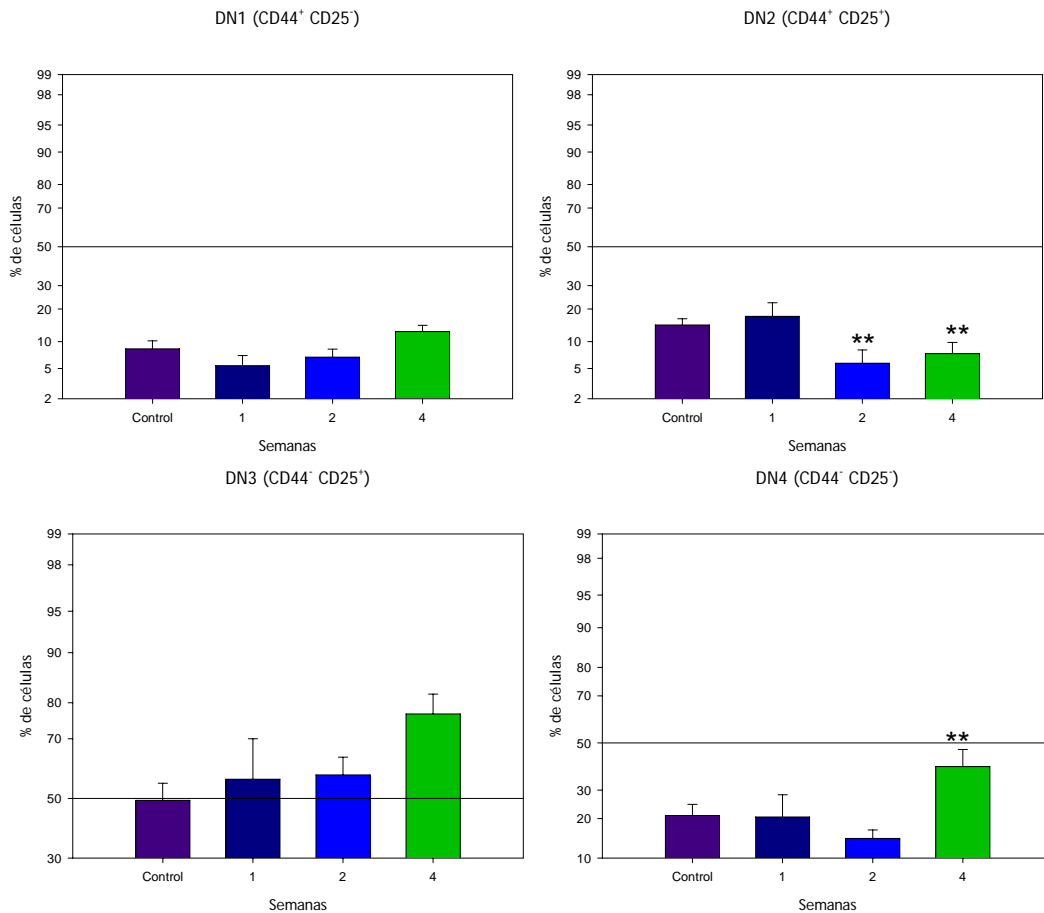 DN1 (CD44⁺ CD25⁻)
% de células
99
98
95
90
80
70
50
30
20
10
5
2
Control 1 2 4
Semanas
DN2 (CD44⁺ CD25⁺)
% de células
99
98
95
90
80
70
50
30
20
10
5
2
** **
Control 1 2 4
Semanas
DN3 (CD44⁻ CD25⁺)
% de células
99
98
95
90
80
70
50
30
Control 1 2 4
Semanas
DN4 (CD44⁻ CD25⁻)
% de células
99
98
95
90
80
70
50
30
20
10
**
Control 1 2 4
Semanas